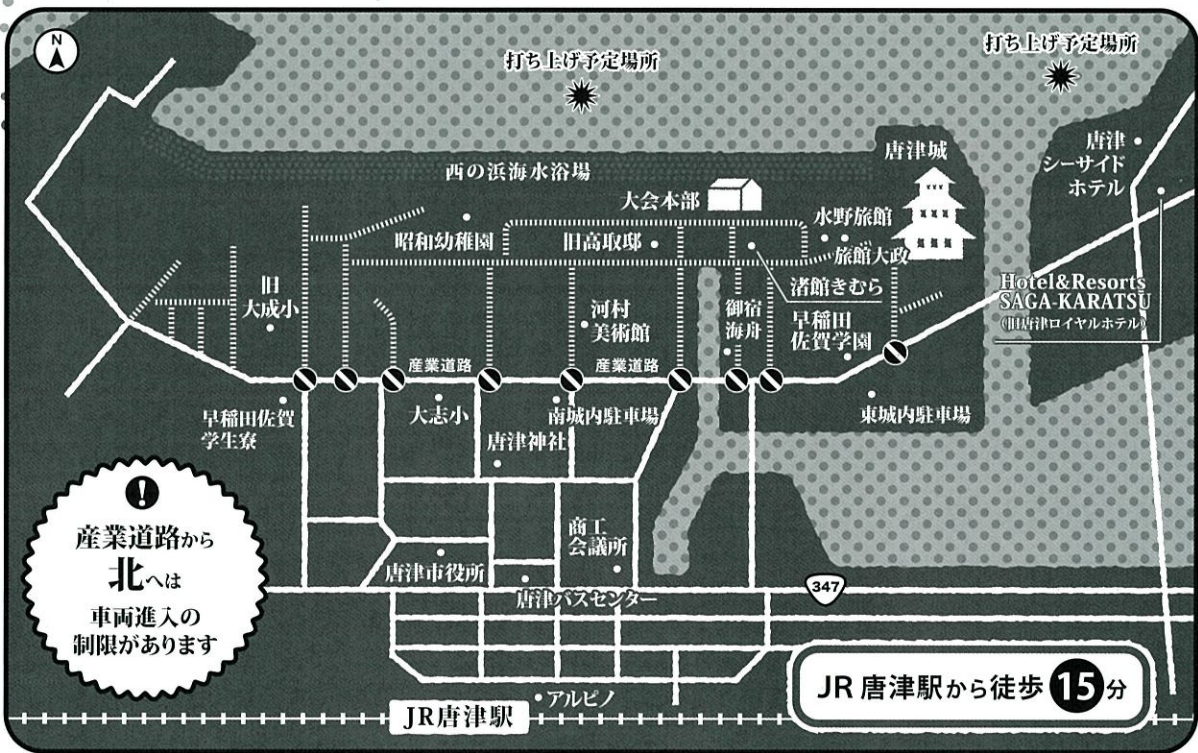 N
打ち上げ予定場所
打ち上げ予定場所
唐津城
唐津
シーサイド
ホテル
西の浜海水浴場
大会本部
水野旅館
昭和幼稚園
旧高取邸
旅館大政
渚館きむら
旧
大成小
河村
美術館
御宿
海舟
早稲田
佐賀学園
Hotel&Resorts
SAGA-KARATSU
(旧唐津ロイヤルホテル)
産業道路
産業道路
早稲田佐賀
学生寮
大志小
南城内駐車場
東城内駐車場
唐津神社
!
産業道路から
北へは
車両進入の
制限があります
商工
会議所
唐津市役所
唐津バスセンター
347
アルピノ
JR唐津駅
JR 唐津駅から徒歩15分